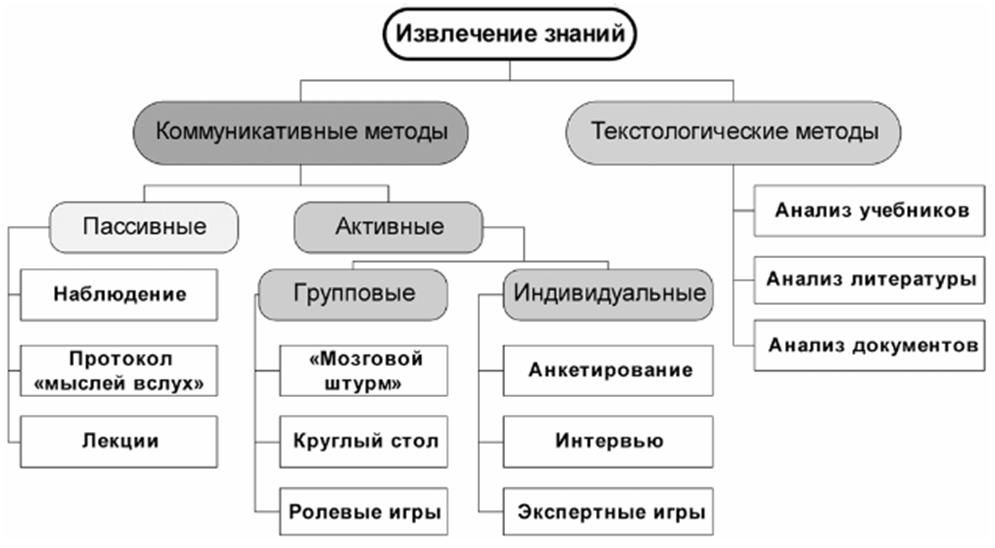 Извлечение знаний
Коммуникативные методы
Текстологические методы
Пассивные
Активные
Групповые
Индивидуальные
Наблюдение
Протокол
«мыслей вслух»
Лекции
«Мозговой
штурм»
Круглый стол
Ролевые игры
Анкетирование
Интервью
Экспертные игры
Анализ учебников
Анализ литературы
Анализ документов